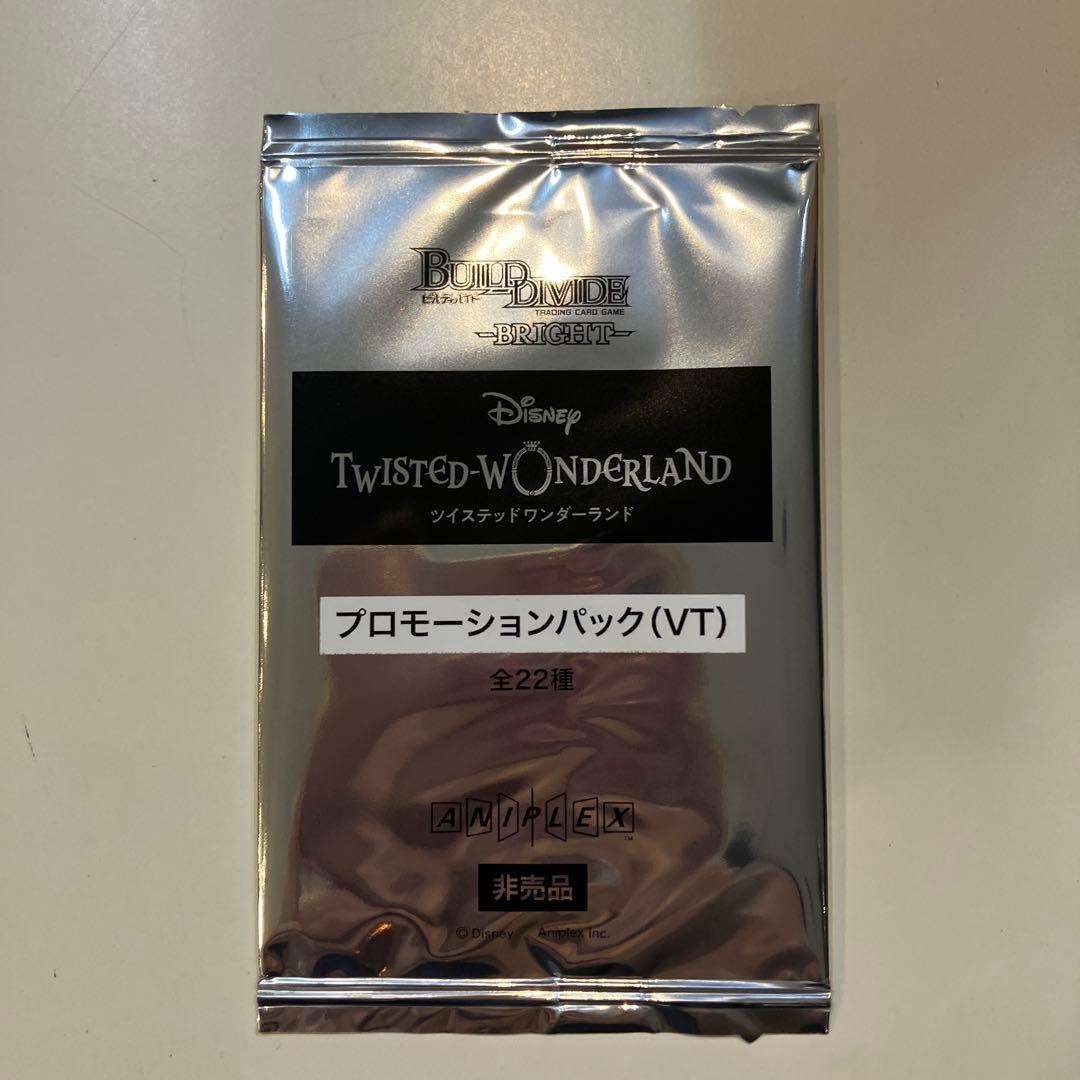 BUILD DIVIDE
ビルディバイド
TRADING CARD GAME
-BRIGHT-
Disney
TWISTED-WONDERLAND
ツイステッドワンダーランド
プロモーションパック(VT)
全22種
ANIPLEX
TM
非売品
© Disney Aniplex Inc.